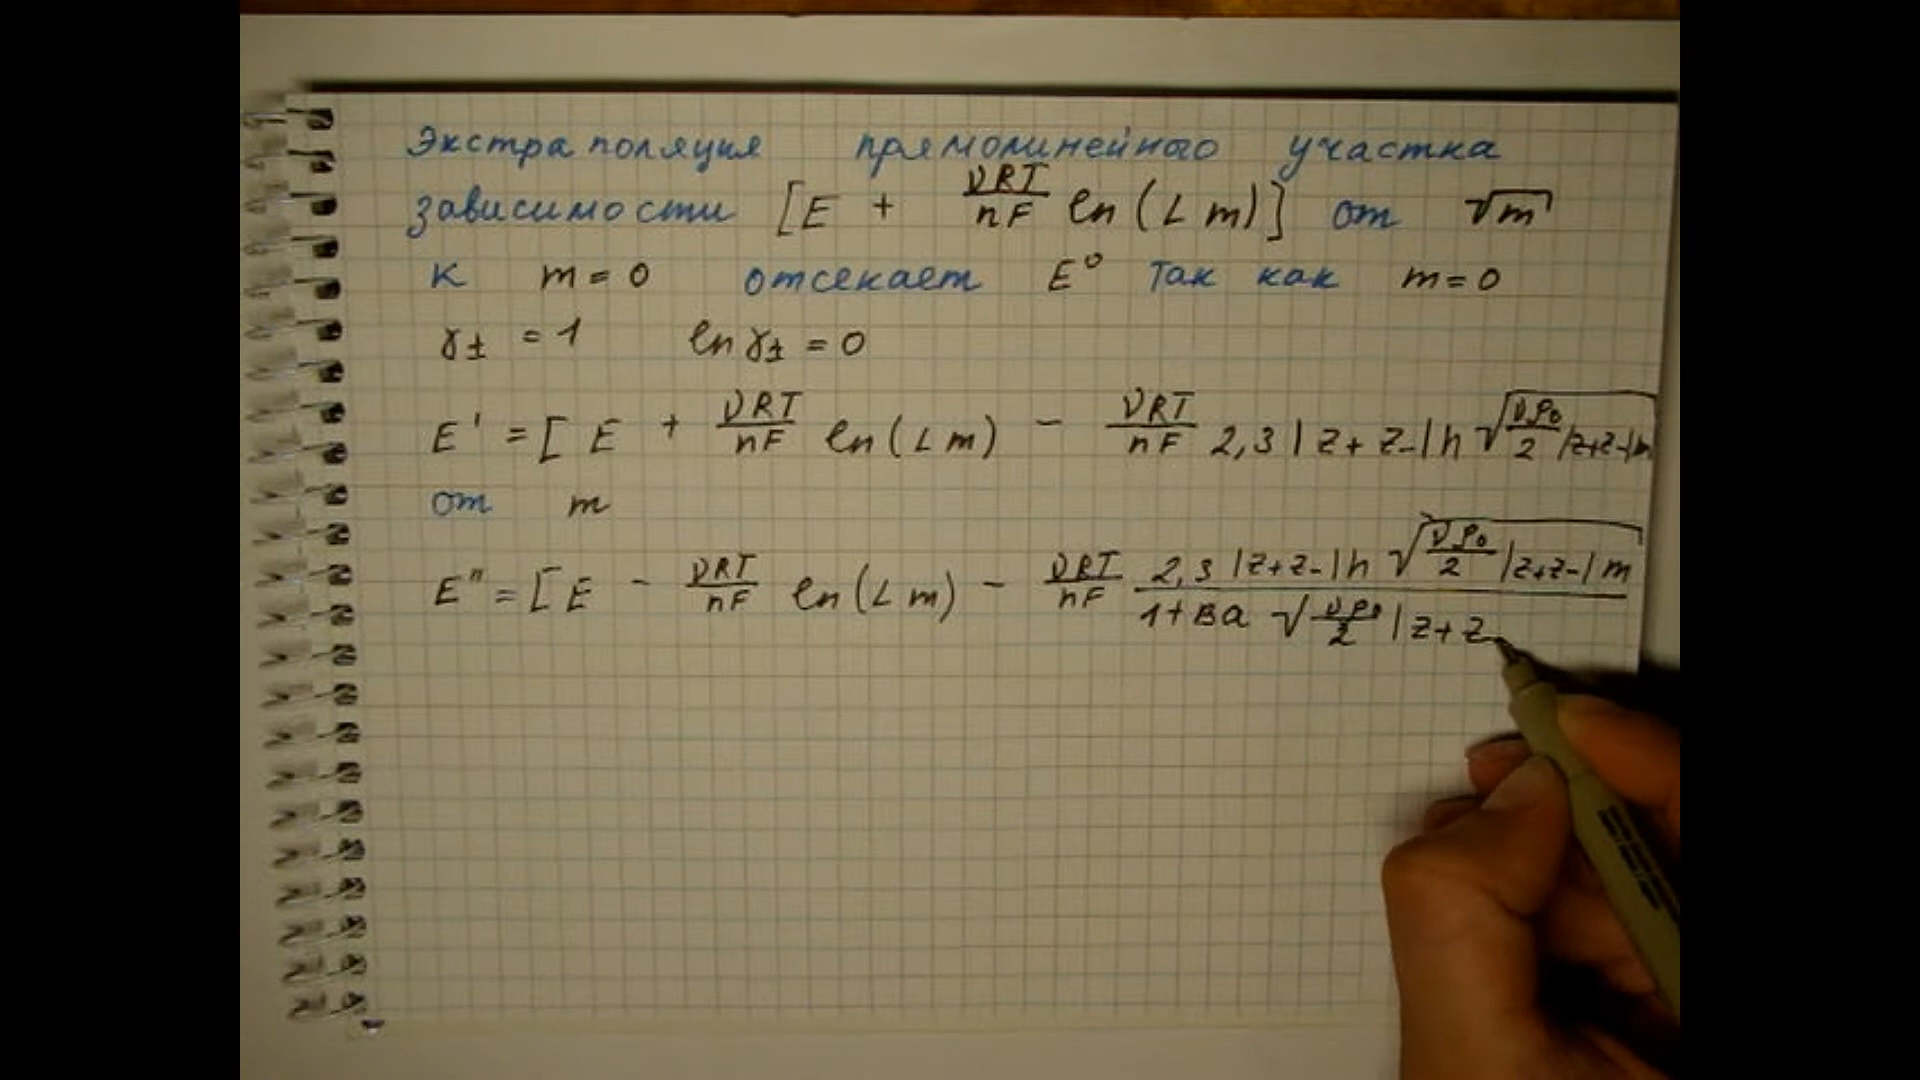 Экстраполяция прямолинейного участка
зависимости [E + νRT/nF ln(Lm)] от √m
к m = 0 отсекает E⁰ так как m = 0
γ± = 1 ln γ± = 0
E' = [E + νRT/nF ln(Lm) - νRT/nF 2,3|z+z-|h√(νρ₀/2 |z+z-|m
от m
E" = [E - νRT/nF ln(Lm) - νRT/nF 2,3|z+z-|h√(νρ₀/2 |z+z-|m
1 + Ba √νρ₀/2 |z+z-